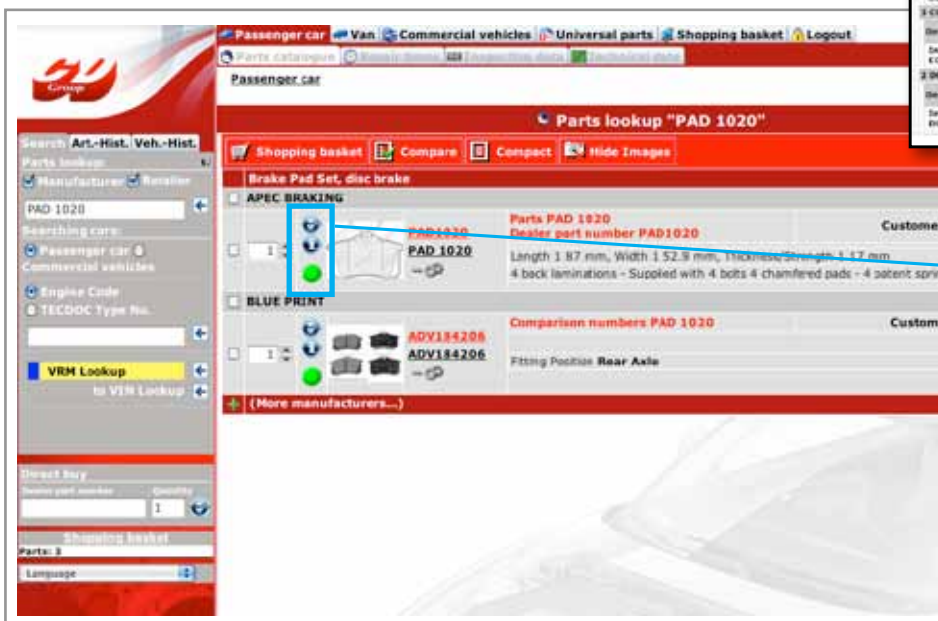 Passenger car Van Commercial vehicles Universal parts Shopping basket Logout
Parts catalogue
Passenger car
GU
Group
Parts lookup "PAD 1020"
Search Art.-Hist. Veh.-Hist.
Parts lookup
Manufacturer Retailer
PAD 1020
Searching cars:
Passenger car
Commercial vehicles
Engine Code
TECDOC Type No.
VRM Lookup
to VIN Lookup
Direct buy
Dealer part number Quantity
1
Shopping basket
Parts: 3
Language
Shopping basket Compare Compact Hide Images
Brake Pad Set, disc brake
APEC BRAKING
1
PAD1020
PAD 1020
Parts PAD 1020
Dealer part number PAD1020
Custome
Length 1 87 mm, Width 1 52.9 mm, Thickness/Strength 1 17 mm
4 back laminations - Supplied with 4 bolts 4 chamfered pads - 4 patent spri
BLUE PRINT
1
ADV184206
ADV184206
Comparison numbers PAD 1020
Custom
Fitting Position Rear Axle
(More manufacturers...)